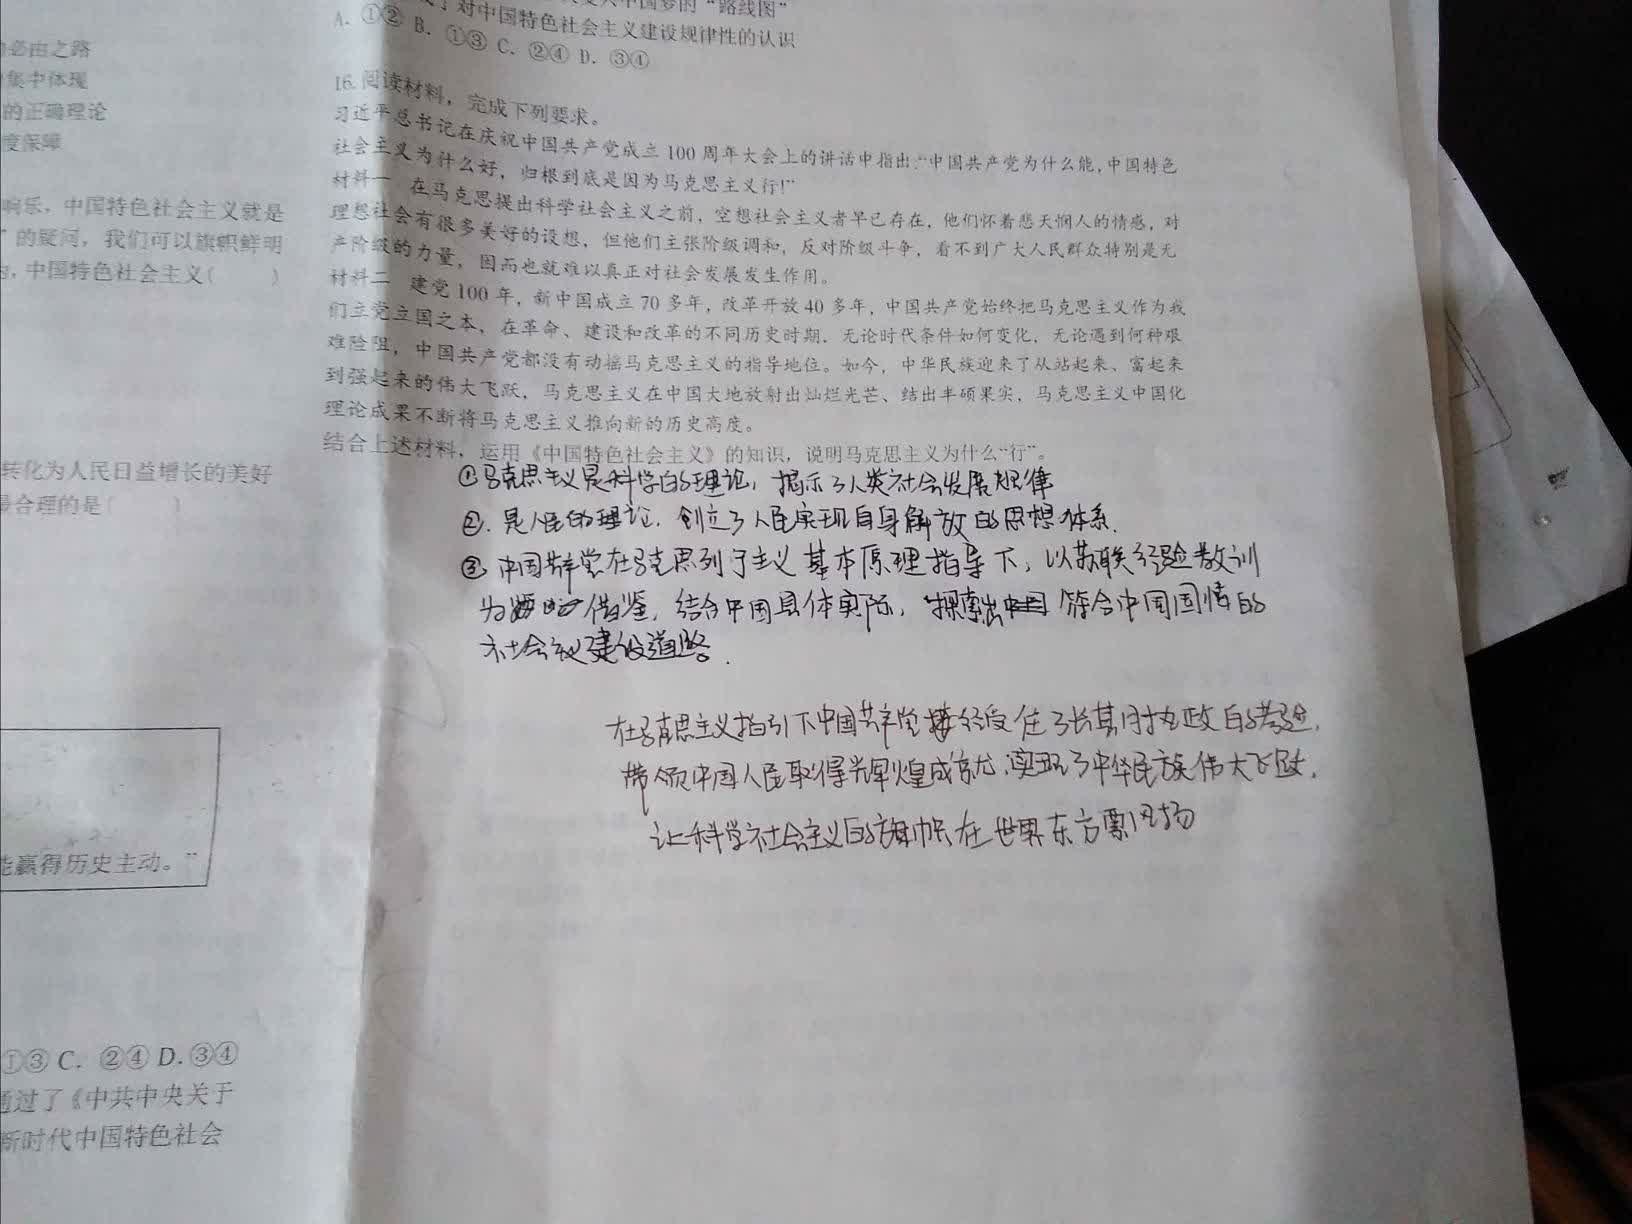 必由之路
集中体现
的正确理论
度保障
响乐，中国特色社会主义就是
”的疑问，我们可以旗帜鲜明
，中国特色社会主义（　　）
转化为人民日益增长的美好
最合理的是（　　）
能赢得历史主动。”
①③ C. ②④ D. ③④
通过了《中共中央关于
新时代中国特色社会
中国梦的“路线图”
了对中国特色社会主义建设规律性的认识
A. ①② B. ①③ C. ②④ D. ③④
16. 阅读材料，完成下列要求。
习近平总书记在庆祝中国共产党成立 100 周年大会上的讲话中指出：“中国共产党为什么能，中国特色
社会主义为什么好，归根到底是因为马克思主义行！”
材料一　在马克思提出科学社会主义之前，空想社会主义者早已存在，他们怀着悲天悯人的情感，对
理想社会有很多美好的设想，但他们主张阶级调和，反对阶级斗争，看不到广大人民群众特别是无
产阶级的力量，因而也就难以真正对社会发展发生作用。
材料二　建党 100 年，新中国成立 70 多年，改革开放 40 多年，中国共产党始终把马克思主义作为我
们立党立国之本，在革命、建设和改革的不同历史时期，无论时代条件如何变化，无论遇到何种艰
难险阻，中国共产党都没有动摇马克思主义的指导地位。如今，中华民族迎来了从站起来、富起来
到强起来的伟大飞跃，马克思主义在中国大地放射出灿烂光芒、结出丰硕果实，马克思主义中国化
理论成果不断将马克思主义推向新的历史高度。
结合上述材料，运用《中国特色社会主义》的知识，说明马克思主义为什么“行”。
①马克思主义是科学的理论，揭示了人类社会发展规律
②. 是人民的理论，创立了人民实现自身解放的思想体系.
③ 中国共产党在马克思列宁主义基本原理指导下，以苏联经验教训
为借鉴，结合中国具体实际，探索出符合中国国情的
社会主义建设道路.
在马克思主义指引下中国共产党经受住了长期执政的考验，
带领中国人民取得辉煌成就，实现了中华民族伟大飞跃，
让科学社会主义的旗帜在世界东方飘扬